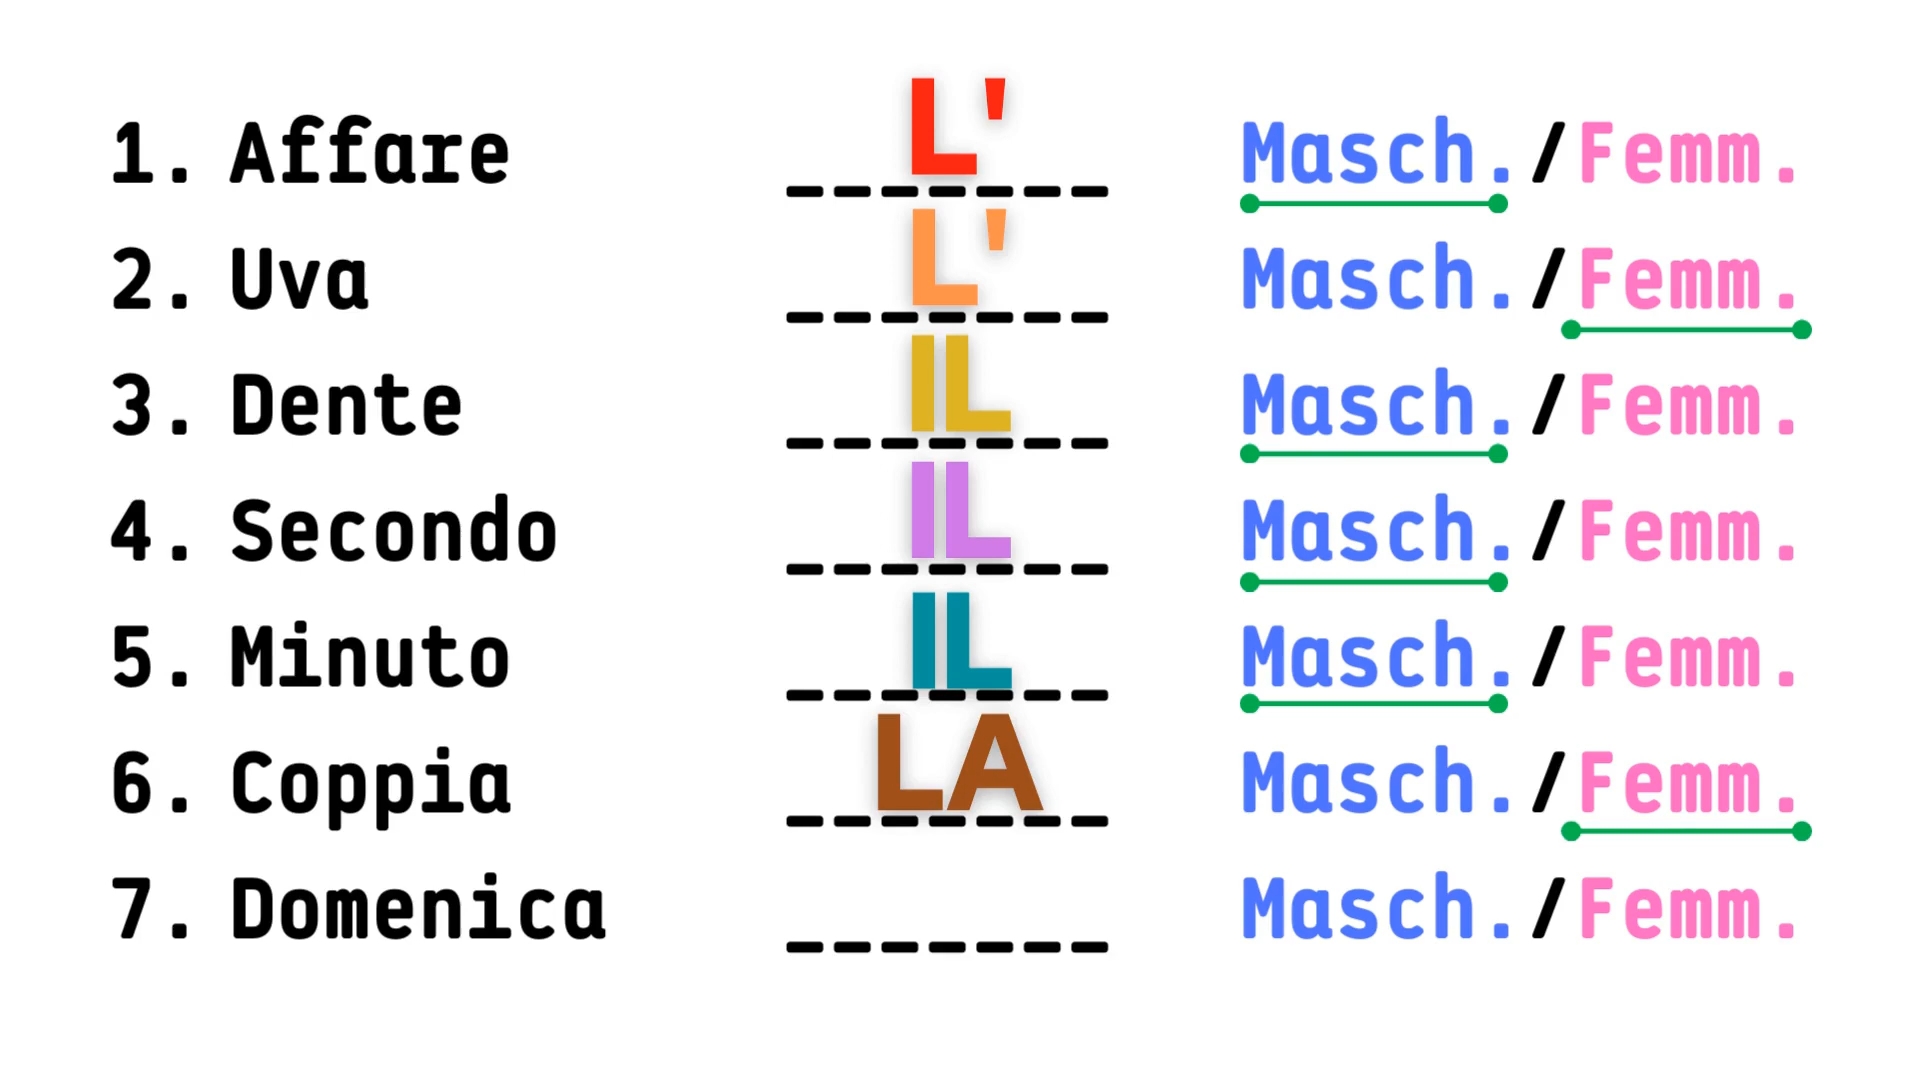 1. Affare L' Masch./Femm.
2. Uva L' Masch./Femm.
3. Dente IL Masch./Femm.
4. Secondo IL Masch./Femm.
5. Minuto IL Masch./Femm.
6. Coppia LA Masch./Femm.
7. Domenica Masch./Femm.